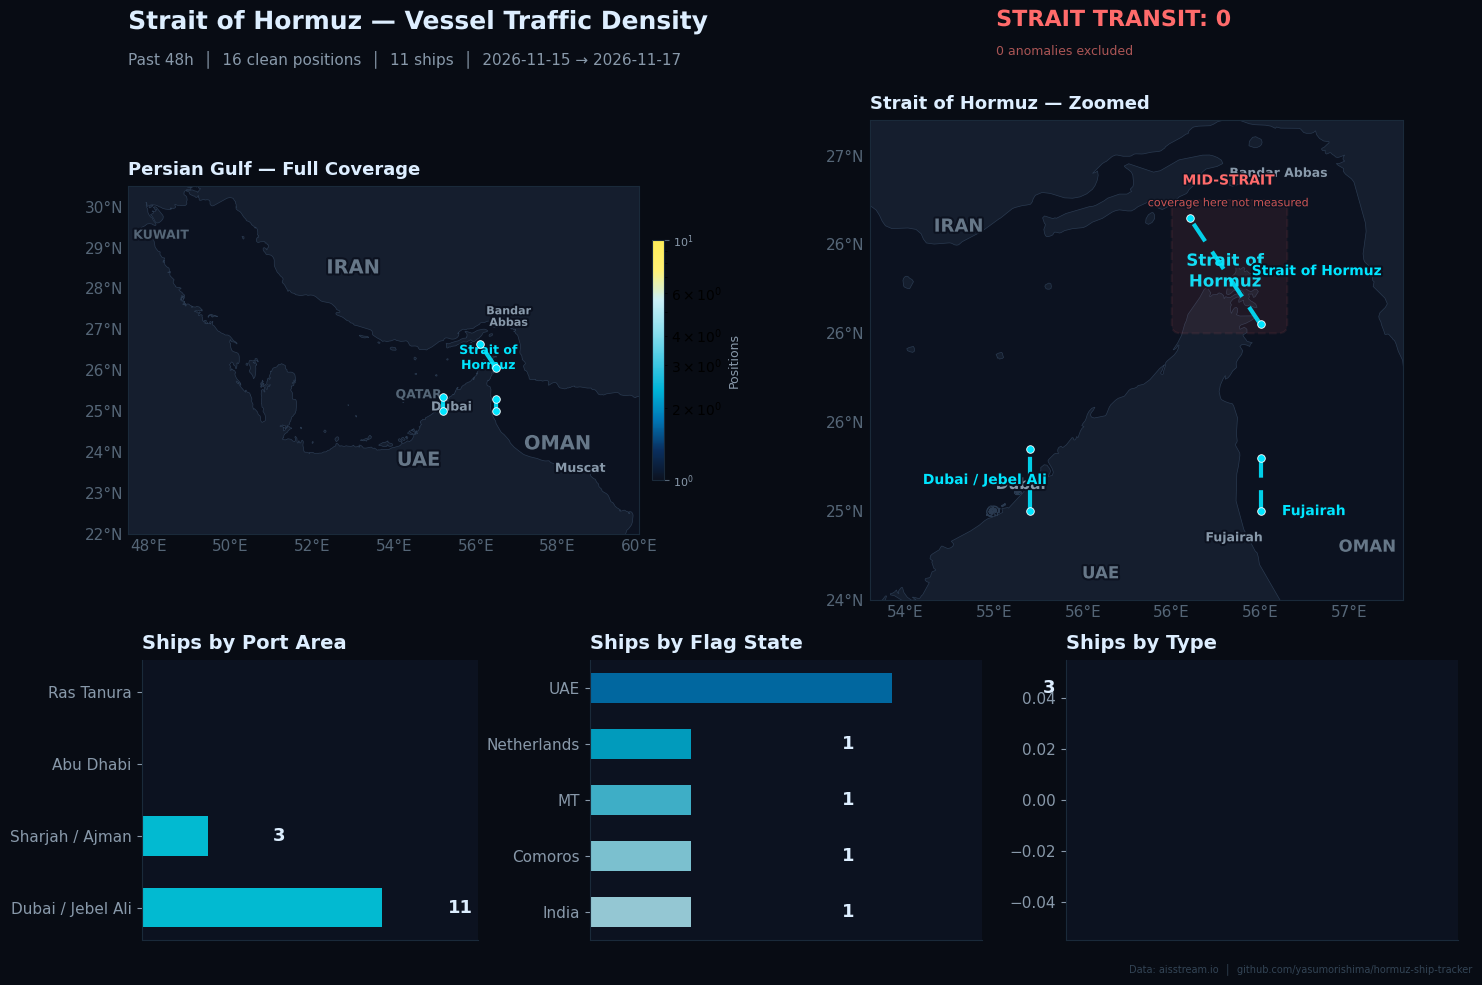 Strait of Hormuz — Vessel Traffic Density
Past 48h │ 16 clean positions │ 11 ships │ 2026-11-15 → 2026-11-17
STRAIT TRANSIT: 0
0 anomalies excluded
Persian Gulf — Full Coverage
30°N
29°N
28°N
27°N
26°N
25°N
24°N
23°N
22°N
48°E
50°E
52°E
54°E
56°E
58°E
60°E
KUWAIT
IRAN
Bandar
Abbas
Strait of
Hormuz
QATAR
Dubai
OMAN
UAE
Muscat
10¹
6 × 10⁰
4 × 10⁰
3 × 10⁰
2 × 10⁰
10⁰
Positions
Strait of Hormuz — Zoomed
27°N
26°N
26°N
26°N
25°N
24°N
54°E
55°E
56°E
56°E
56°E
57°E
Bandar Abbas
MID-STRAIT
coverage here not measured
IRAN
Strait of
Hormuz
Strait of Hormuz
Dubai / Jebel Ali
Dubai
Fujairah
Fujairah
OMAN
UAE
Ships by Port Area
Ras Tanura
Abu Dhabi
Sharjah / Ajman
3
Dubai / Jebel Ali
11
Ships by Flag State
UAE
3
Netherlands
1
MT
1
Comoros
1
India
1
Ships by Type
0.04
0.02
0.00
−0.02
−0.04
Data: aisstream.io │ github.com/yasumorishima/hormuz-ship-tracker